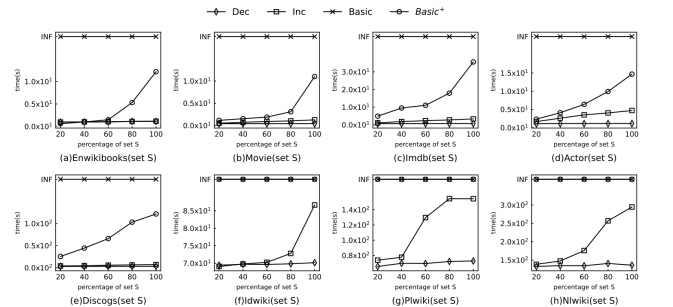 Dec Inc Basic Basic+
INF
time(s)
1.0x10¹
0.5x10¹
0.0x10¹
20 40 60 80 100
percentage of set S
(a)Enwikibooks(set S)
INF
time(s)
1.0x10¹
0.5x10¹
0.0x10¹
20 40 60 80 100
percentage of set S
(b)Movie(set S)
INF
time(s)
3.0x10¹
2.0x10¹
1.0x10¹
0.0x10¹
20 40 60 80 100
percentage of set S
(c)Imdb(set S)
INF
time(s)
1.5x10¹
1.0x10¹
0.5x10¹
0.0x10¹
20 40 60 80 100
percentage of set S
(d)Actor(set S)
INF
time(s)
1.0x10²
0.5x10²
0.0x10²
20 40 60 80 100
percentage of set S
(e)Discogs(set S)
INF
time(s)
8.5x10¹
7.0x10¹
20 40 60 80 100
percentage of set S
(f)Idwiki(set S)
INF
time(s)
1.4x10²
1.2x10²
1.0x10²
0.8x10²
20 40 60 80 100
percentage of set S
(g)Plwiki(set S)
INF
time(s)
3.0x10²
2.5x10²
2.0x10²
1.5x10²
20 40 60 80 100
percentage of set S
(h)Nlwiki(set S)